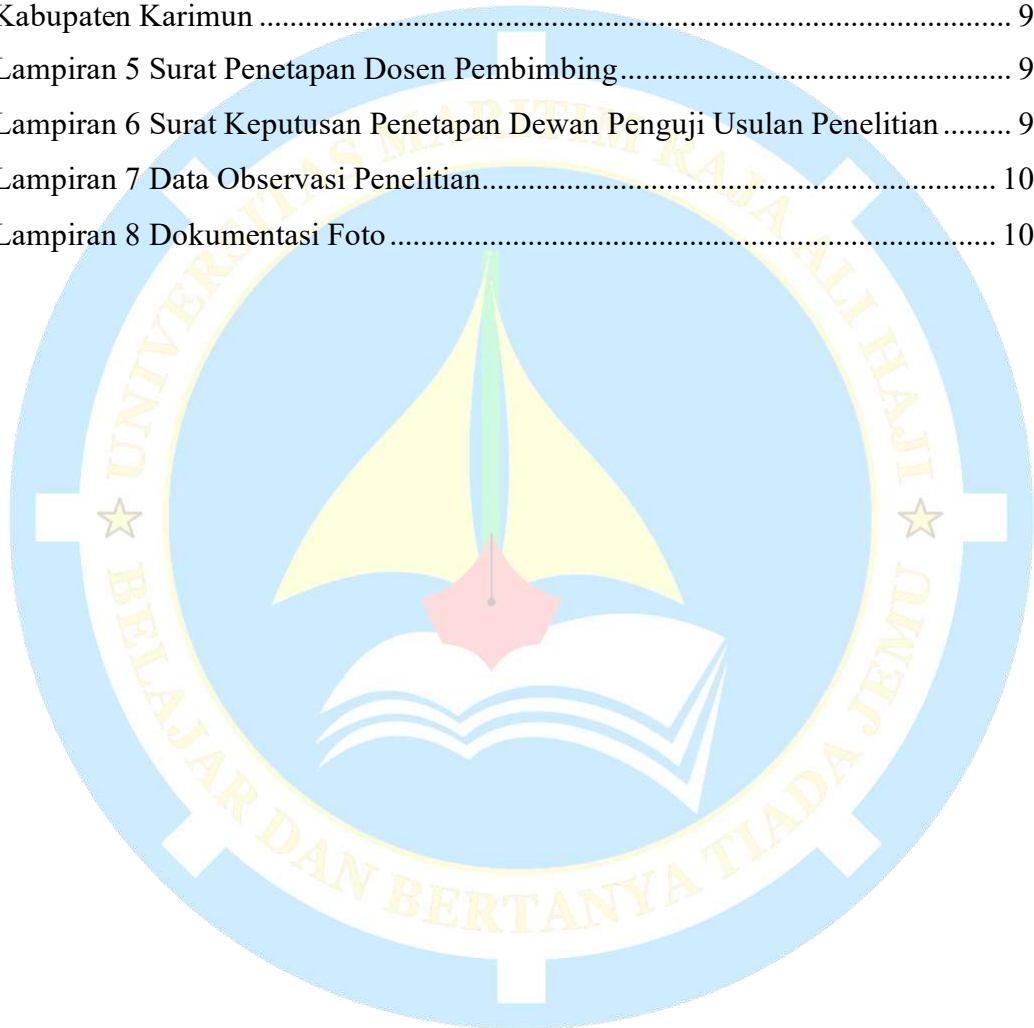 Kabupaten Karimun ........................................................................................................... 9
Lampiran 5 Surat Penetapan Dosen Pembimbing............................................................ 9
Lampiran 6 Surat Keputusan Penetapan Dewan Penguji Usulan Penelitian.......... 9
Lampiran 7 Data Observasi Penelitian.......................................................................... 10
Lampiran 8 Dokumentasi Foto....................................................................................... 10
UNIVERSITAS MARITIM RAJA ALI HAJI
BELAJAR DAN BERTANYA TIADA JEMU